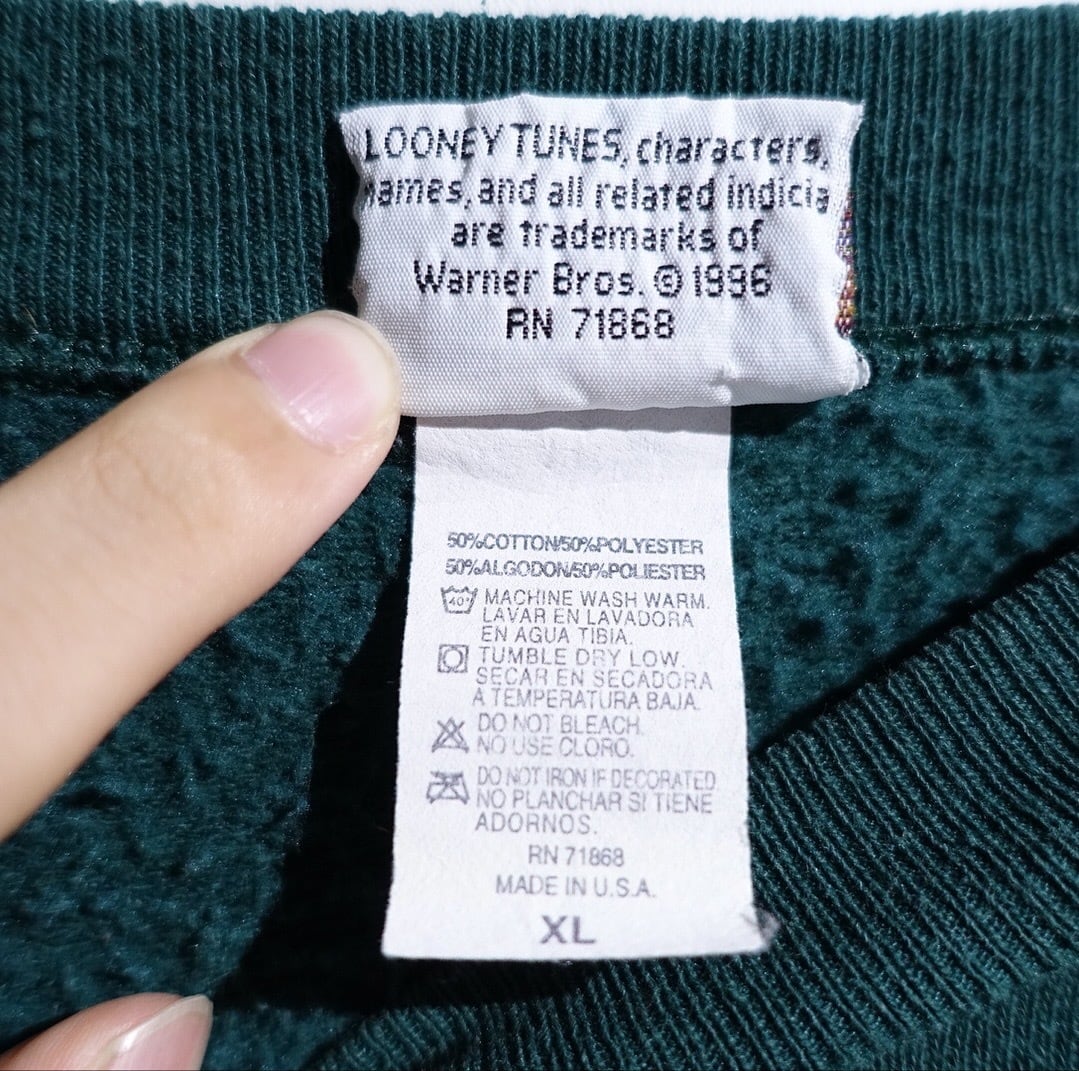 LOONEY TUNES, characters,
names, and all related indicia
are trademarks of
Warner Bros. © 1996
RN 71868
50%COTTON/50%POLYESTER
50%ALGODON/50%POLIESTER
40°
MACHINE WASH WARM.
LAVAR EN LAVADORA
EN AGUA TIBIA.
TUMBLE DRY LOW.
SECAR EN SECADORA
A TEMPERATURA BAJA.
DO NOT BLEACH.
NO USE CLORO.
DO NOT IRON IF DECORATED
NO PLANCHAR SI TIENE
ADORNOS.
RN 71868
MADE IN U.S.A.
XL